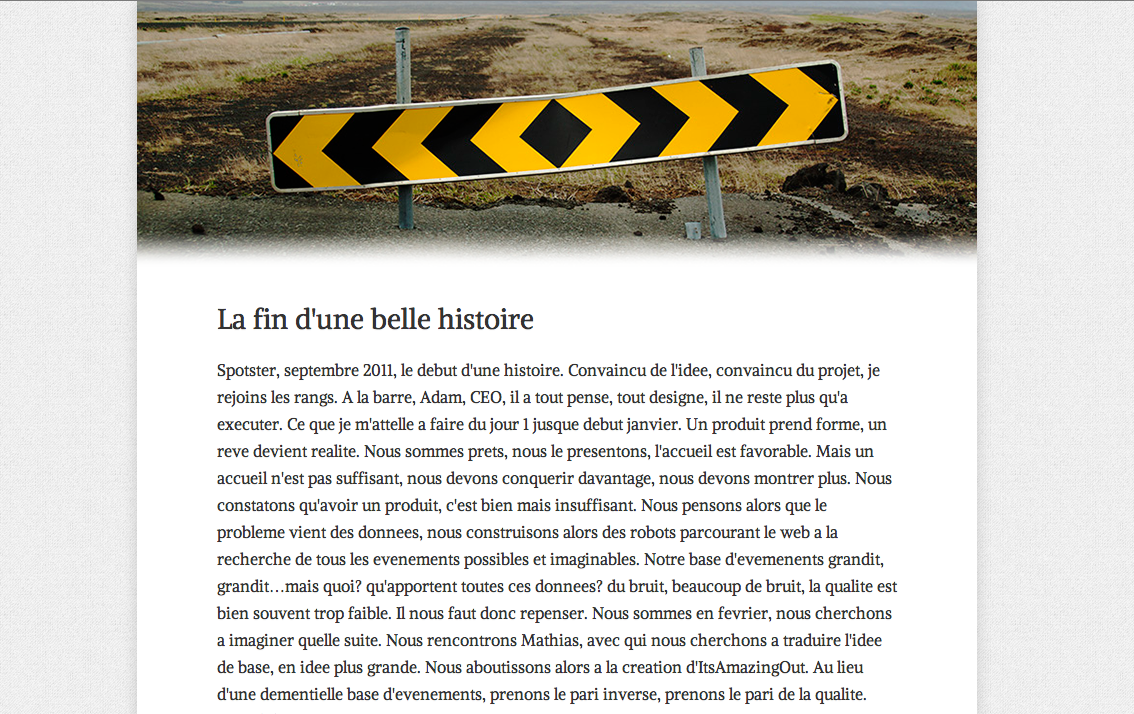 La fin d'une belle histoire
Spotster, septembre 2011, le debut d'une histoire. Convaincu de l'idee, convaincu du projet, je
rejoins les rangs. A la barre, Adam, CEO, il a tout pense, tout designe, il ne reste plus qu'a
executer. Ce que je m'attelle a faire du jour 1 jusque debut janvier. Un produit prend forme, un
reve devient realite. Nous sommes prets, nous le presentons, l'accueil est favorable. Mais un
accueil n'est pas suffisant, nous devons conquerir davantage, nous devons montrer plus. Nous
constatons qu'avoir un produit, c'est bien mais insuffisant. Nous pensons alors que le
probleme vient des donnees, nous construisons alors des robots parcourant le web a la
recherche de tous les evenements possibles et imaginables. Notre base d'evemenents grandit,
grandit…mais quoi? qu'apportent toutes ces donnees? du bruit, beaucoup de bruit, la qualite est
bien souvent trop faible. Il nous faut donc repenser. Nous sommes en fevrier, nous cherchons
a imaginer quelle suite. Nous rencontrons Mathias, avec qui nous cherchons a traduire l'idee
de base, en idee plus grande. Nous aboutissons alors a la creation d'ItsAmazingOut. Au lieu
d'une dementielle base d'evenements, prenons le pari inverse, prenons le pari de la qualite.